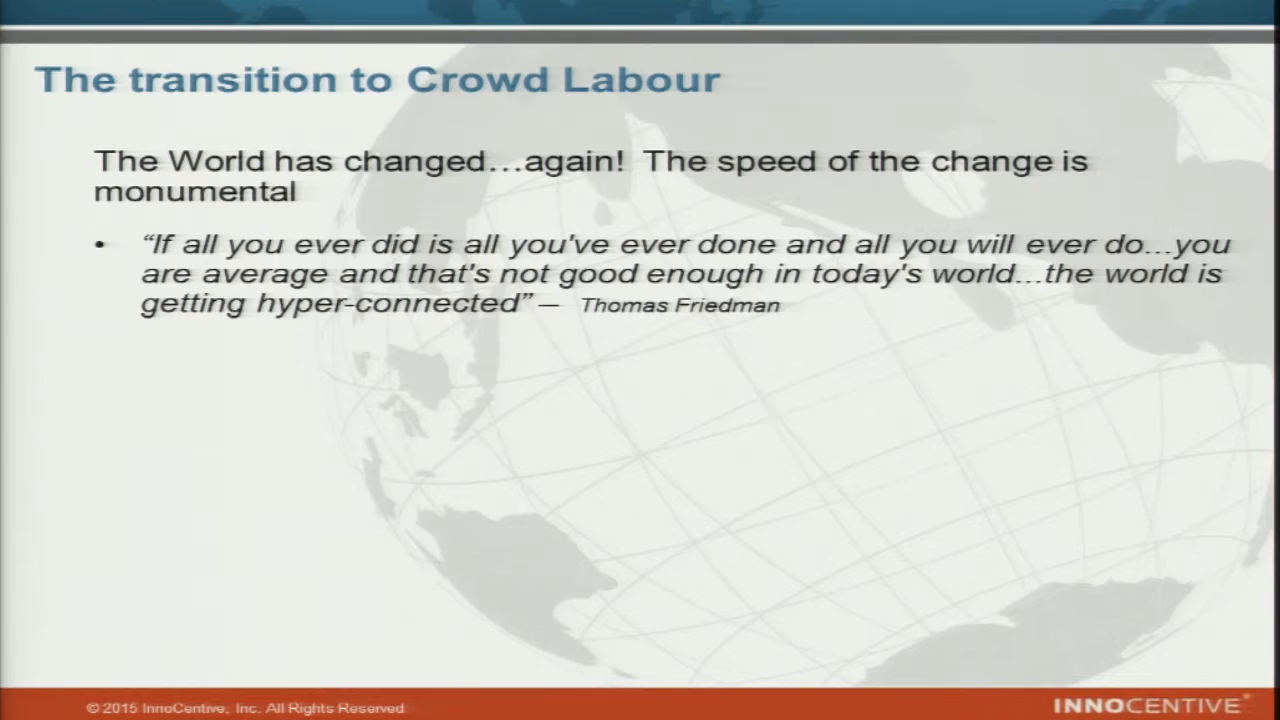 The transition to Crowd Labour
The World has changed...again!  The speed of the change is
monumental
• “If all you ever did is all you've ever done and all you will ever do...you
are average and that's not good enough in today's world...the world is
getting hyper-connected” – Thomas Friedman
© 2015 InnoCentive, Inc. All Rights Reserved
INNOCENTIVE®